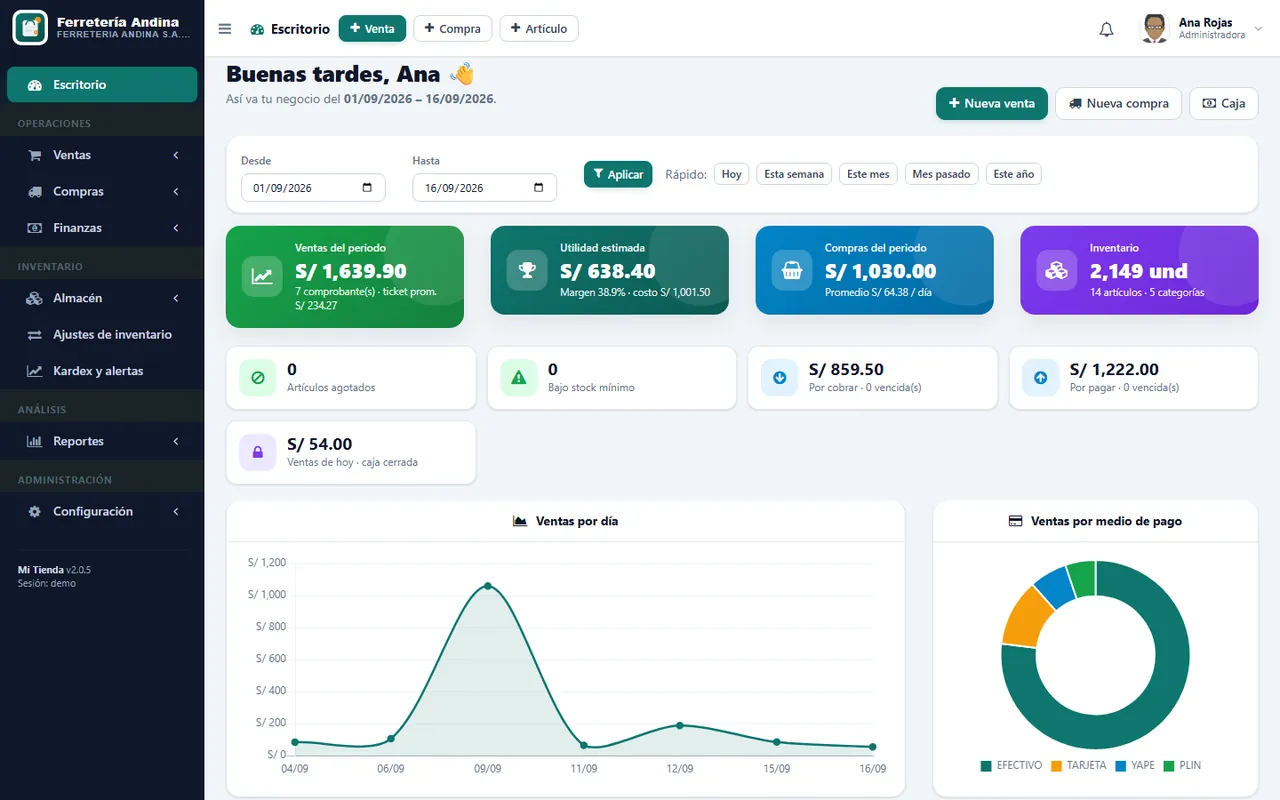 Ferretería Andina
FERRETERIA ANDINA S.A....
Escritorio
Venta
Compra
Artículo
Ana Rojas
Administradora
Escritorio
OPERACIONES
Ventas
Compras
Finanzas
INVENTARIO
Almacén
Ajustes de inventario
Kardex y alertas
ANÁLISIS
Reportes
ADMINISTRACIÓN
Configuración
Mi Tienda v2.0.5
Sesión: demo
Buenas tardes, Ana 👋
Así va tu negocio del 01/09/2026 – 16/09/2026.
Nueva venta
Nueva compra
Caja
Desde
01/09/2026
Hasta
16/09/2026
Aplicar
Rápido:
Hoy
Esta semana
Este mes
Mes pasado
Este año
Ventas del periodo
S/ 1,639.90
7 comprobante(s) · ticket prom.
S/ 234.27
Utilidad estimada
S/ 638.40
Margen 38.9% · costo S/ 1,001.50
Compras del periodo
S/ 1,030.00
Promedio S/ 64.38 / día
Inventario
2,149 und
14 artículos · 5 categorías
0
Artículos agotados
0
Bajo stock mínimo
S/ 859.50
Por cobrar · 0 vencida(s)
S/ 1,222.00
Por pagar · 0 vencida(s)
S/ 54.00
Ventas de hoy · caja cerrada
Ventas por día
S/ 1,200
S/ 1,000
S/ 800
S/ 600
S/ 400
S/ 200
S/ 0
04/09
06/09
09/09
11/09
12/09
15/09
16/09
Ventas por medio de pago
EFECTIVO
TARJETA
YAPE
PLIN